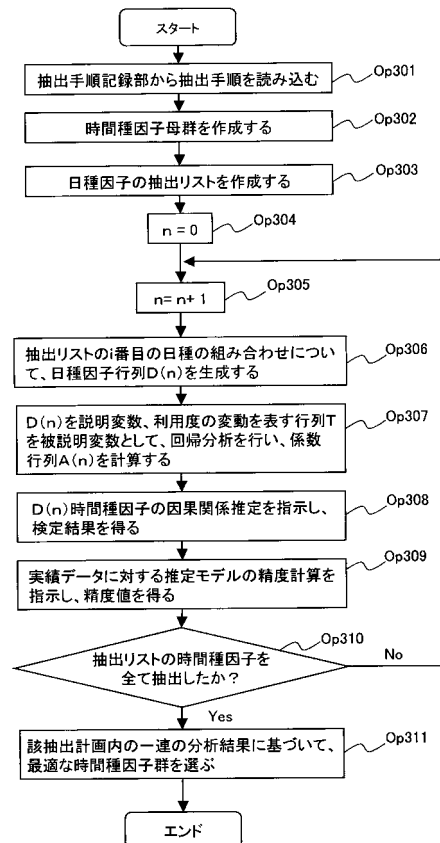 スタート
抽出手順記録部から抽出手順を読み込む
Op301
時間種因子母群を作成する
Op302
日種因子の抽出リストを作成する
Op303
n = 0
Op304
n= n+ 1
Op305
抽出リストのi番目の日種の組み合わせについ
て、日種因子行列D(n)を生成する
Op306
D(n)を説明変数、利用度の変動を表す行列T
を被説明変数として、回帰分析を行い、係数
行列A(n)を計算する
Op307
D(n)時間種因子の因果関係推定を指示し、
検定結果を得る
Op308
実績データに対する推定モデルの精度計算を
指示し、精度値を得る
Op309
抽出リストの時間種因子を
全て抽出したか?
Op310
No
Yes
該抽出計画内の一連の分析結果に基づいて、
最適な時間種因子群を選ぶ
Op311
エンド